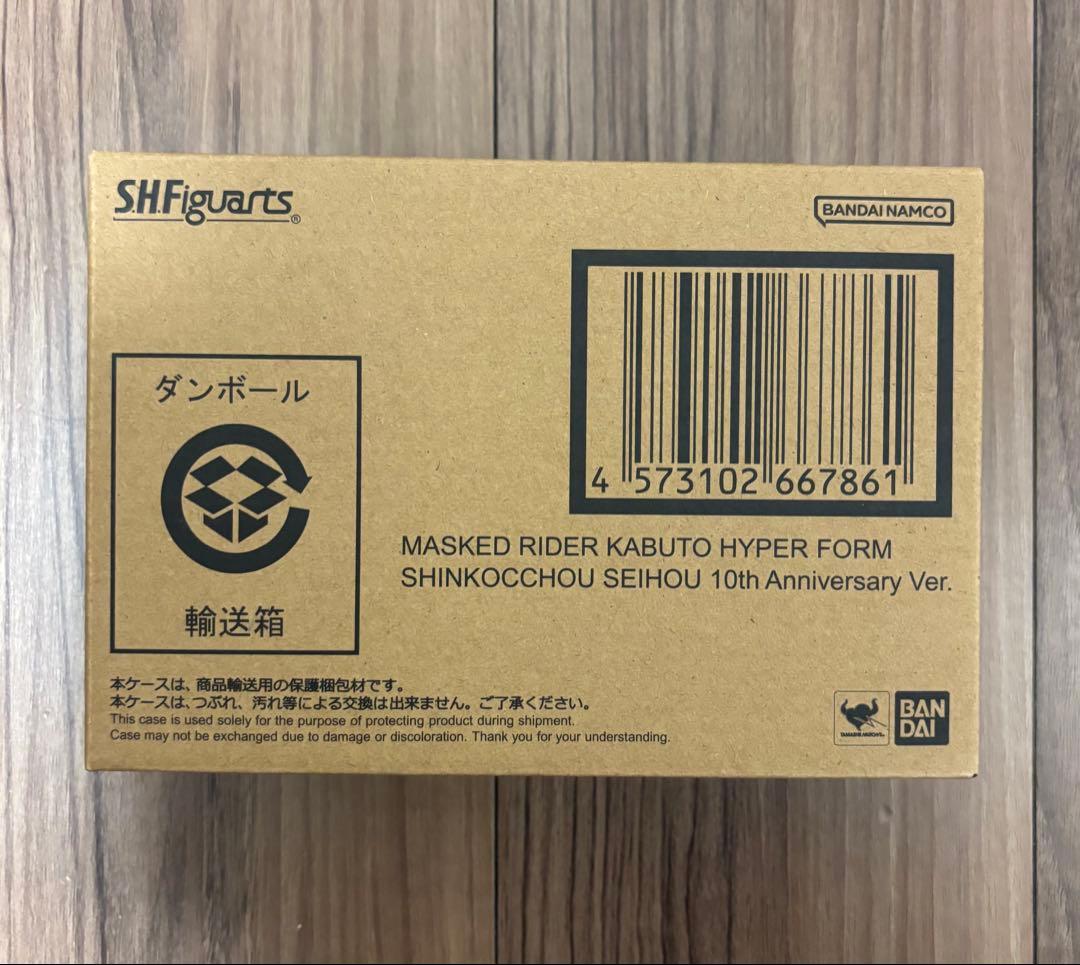 S.H.Figuarts®
BANDAI NAMCO
4 573102 667861
ダンボール
輸送箱
MASKED RIDER KABUTO HYPER FORM
SHINKOCCHOU SEIHOU 10th Anniversary Ver.
本ケースは、商品輸送用の保護梱包材です。
本ケースは、つぶれ、汚れ等による交換は出来ません。ご了承ください。
This case is used solely for the purpose of protecting product during shipment.
Case may not be exchanged due to damage or discoloration. Thank you for your understanding.
TAMASHII NATIONS
BAN
DAI